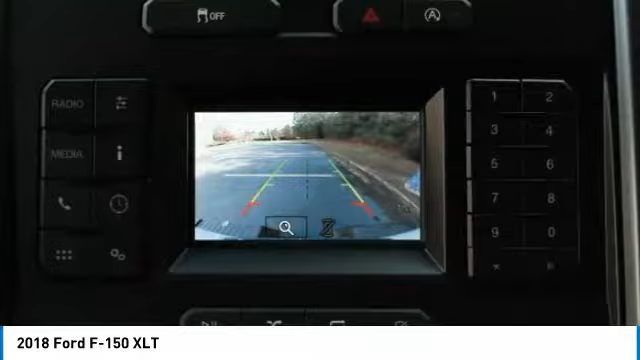 OFF
A
RADIO
MEDIA
i
1 2
3 4
5 6
7 8
9 0
*
2018 Ford F-150 XLT